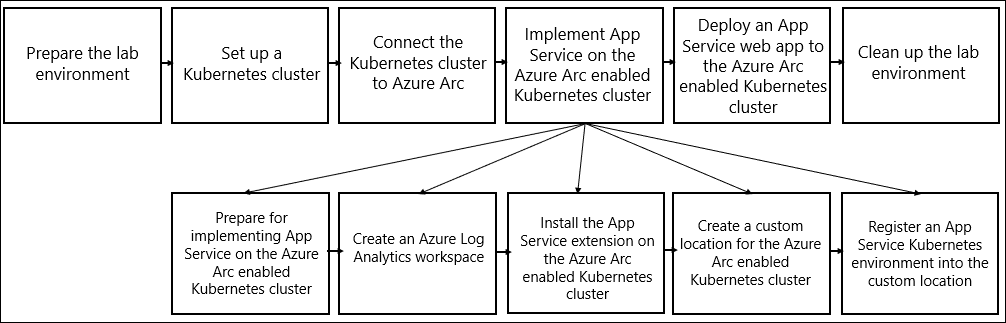 Prepare the lab
environment
Set up a
Kubernetes cluster
Connect the
Kubernetes cluster
to Azure Arc
Implement App
Service on the
Azure Arc enabled
Kubernetes cluster
Deploy an App
Service web app to
the Azure Arc
enabled Kubernetes
cluster
Clean up the lab
environment
Prepare for
implementing App
Service on the Azure
Arc enabled
Kubernetes cluster
Create an Azure Log
Analytics workspace
Install the App
Service extension on
the Azure Arc
enabled Kubernetes
cluster
Create a custom
location for the Azure
Arc enabled
Kubernetes cluster
Register an App
Service Kubernetes
environment into the
custom location